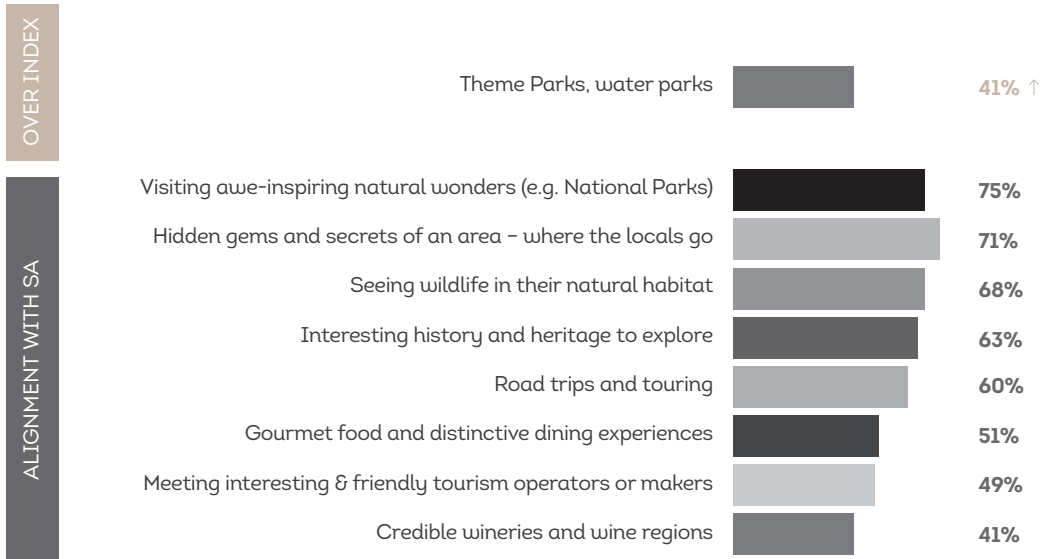 OVER INDEX
Theme Parks, water parks 41% ↑
ALIGNMENT WITH SA
Visiting awe-inspiring natural wonders (e.g. National Parks) 75%
Hidden gems and secrets of an area – where the locals go 71%
Seeing wildlife in their natural habitat 68%
Interesting history and heritage to explore 63%
Road trips and touring 60%
Gourmet food and distinctive dining experiences 51%
Meeting interesting & friendly tourism operators or makers 49%
Credible wineries and wine regions 41%